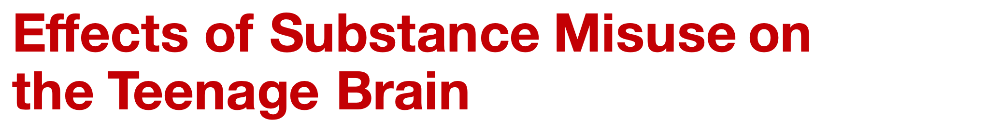 Effects of Substance Misuse on
the Teenage Brain